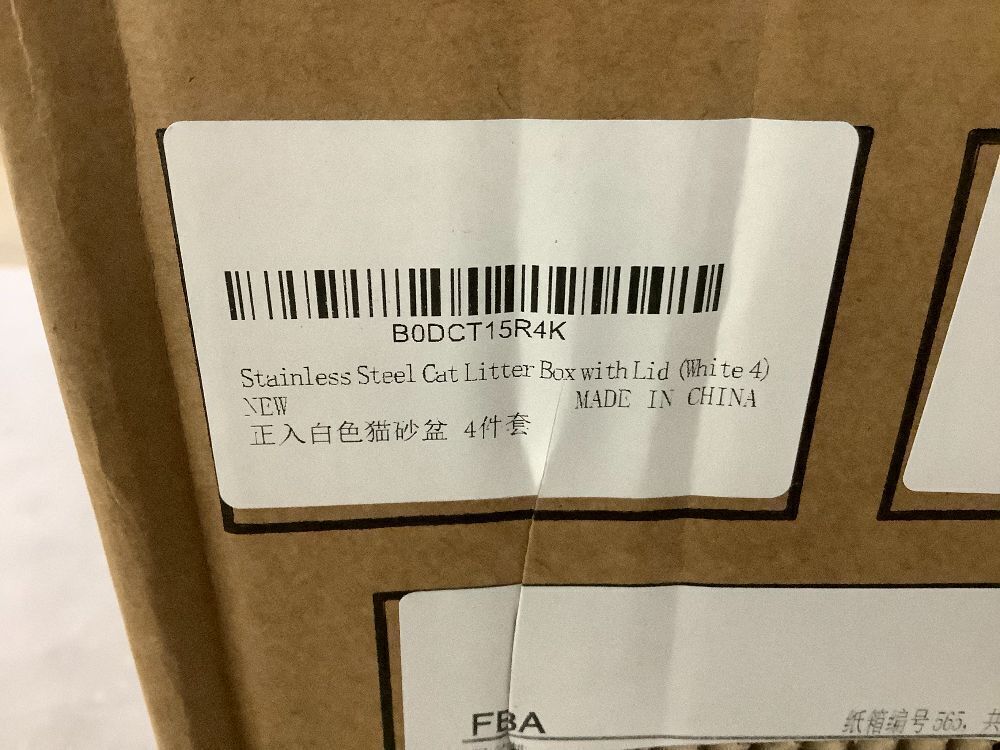 B0DCT15R4K
Stainless Steel Cat Litter Box with Lid (White 4)
NEW
MADE IN CHINA
正入白色猫砂盆 4件套
FBA
纸箱编号 565, 共